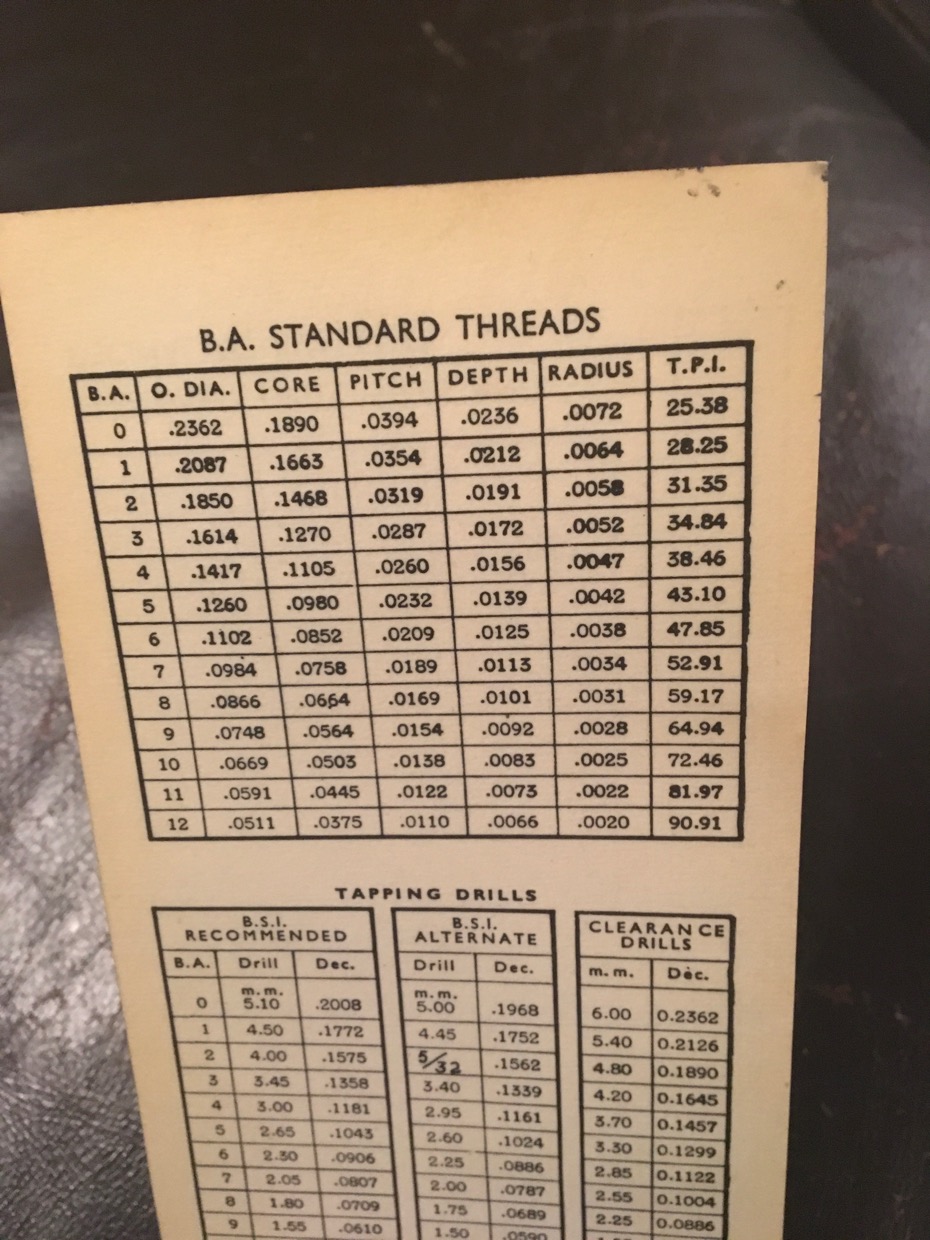 B.A. STANDARD THREADS
B.A. O. DIA. CORE PITCH DEPTH RADIUS T.P.I.
0 .2362 .1890 .0394 .0236 .0072 25.38
1 .2087 .1663 .0354 .0212 .0064 28.25
2 .1850 .1468 .0319 .0191 .0058 31.35
3 .1614 .1270 .0287 .0172 .0052 34.84
4 .1417 .1105 .0260 .0156 .0047 38.46
5 .1260 .0980 .0232 .0139 .0042 43.10
6 .1102 .0852 .0209 .0125 .0038 47.85
7 .0984 .0758 .0189 .0113 .0034 52.91
8 .0866 .0664 .0169 .0101 .0031 59.17
9 .0748 .0564 .0154 .0092 .0028 64.94
10 .0669 .0503 .0138 .0083 .0025 72.46
11 .0591 .0445 .0122 .0073 .0022 81.97
12 .0511 .0375 .0110 .0066 .0020 90.91
TAPPING DRILLS
B.S.I. RECOMMENDED B.S.I. ALTERNATE CLEARANCE DRILLS
B.A. Drill Dec. Drill Dec. m.m. Dec.
m.m. m.m.
0 5.10 .2008 5.00 .1968 6.00 0.2362
1 4.50 .1772 4.45 .1752 5.40 0.2126
2 4.00 .1575 5/32 .1562 4.80 0.1890
3 3.45 .1358 3.40 .1339 4.20 0.1645
4 3.00 .1181 2.95 .1161 3.70 0.1457
5 2.65 .1043 2.60 .1024 3.30 0.1299
6 2.30 .0906 2.25 .0886 2.85 0.1122
7 2.05 .0807 2.00 .0787 2.55 0.1004
8 1.80 .0709 1.75 .0689 2.25 0.0886
9 1.55 .0610 1.50 .0590